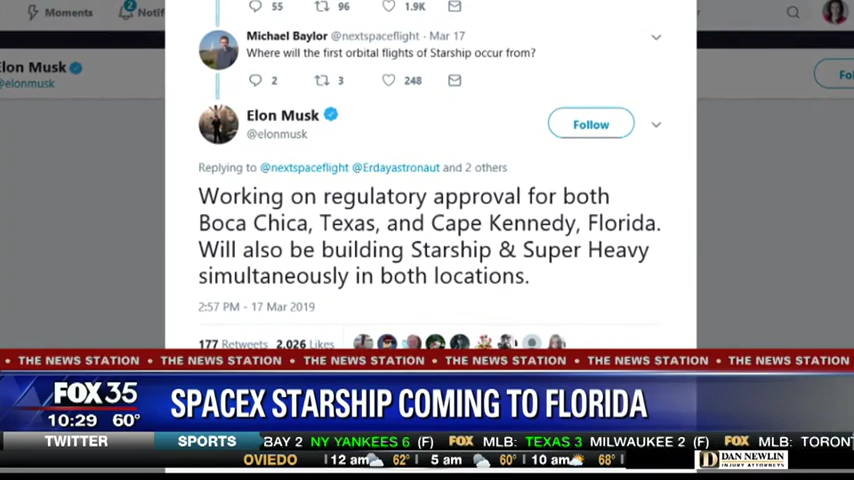 55 96 1.9K
Moments 2 Notif
Michael Baylor @nextspaceflight · Mar 17
Where will the first orbital flights of Starship occur from?
2 3 248
Elon Musk
@elonmusk
Fol
Elon Musk
@elonmusk
Follow
Replying to @nextspaceflight @Erdayastronaut and 2 others
Working on regulatory approval for both
Boca Chica, Texas, and Cape Kennedy, Florida.
Will also be building Starship & Super Heavy
simultaneously in both locations.
2:57 PM - 17 Mar 2019
177 Retweets 2,026 Likes
• THE NEWS STATION • THE NEWS STATION • THE NEWS STATION • THE NEWS STATION • THE NEWS STATION • THE NEWS STATION
FOX 35
10:29 60°
SPACEX STARSHIP COMING TO FLORIDA
TWITTER SPORTS BAY 2 NY YANKEES 6 (F) FOX MLB: TEXAS 3 MILWAUKEE 2 (F) FOX MLB: TORONT
OVIEDO 12 am 62° 5 am 60° 10 am 68° D DAN NEWLIN
INJURY ATTORNEYS